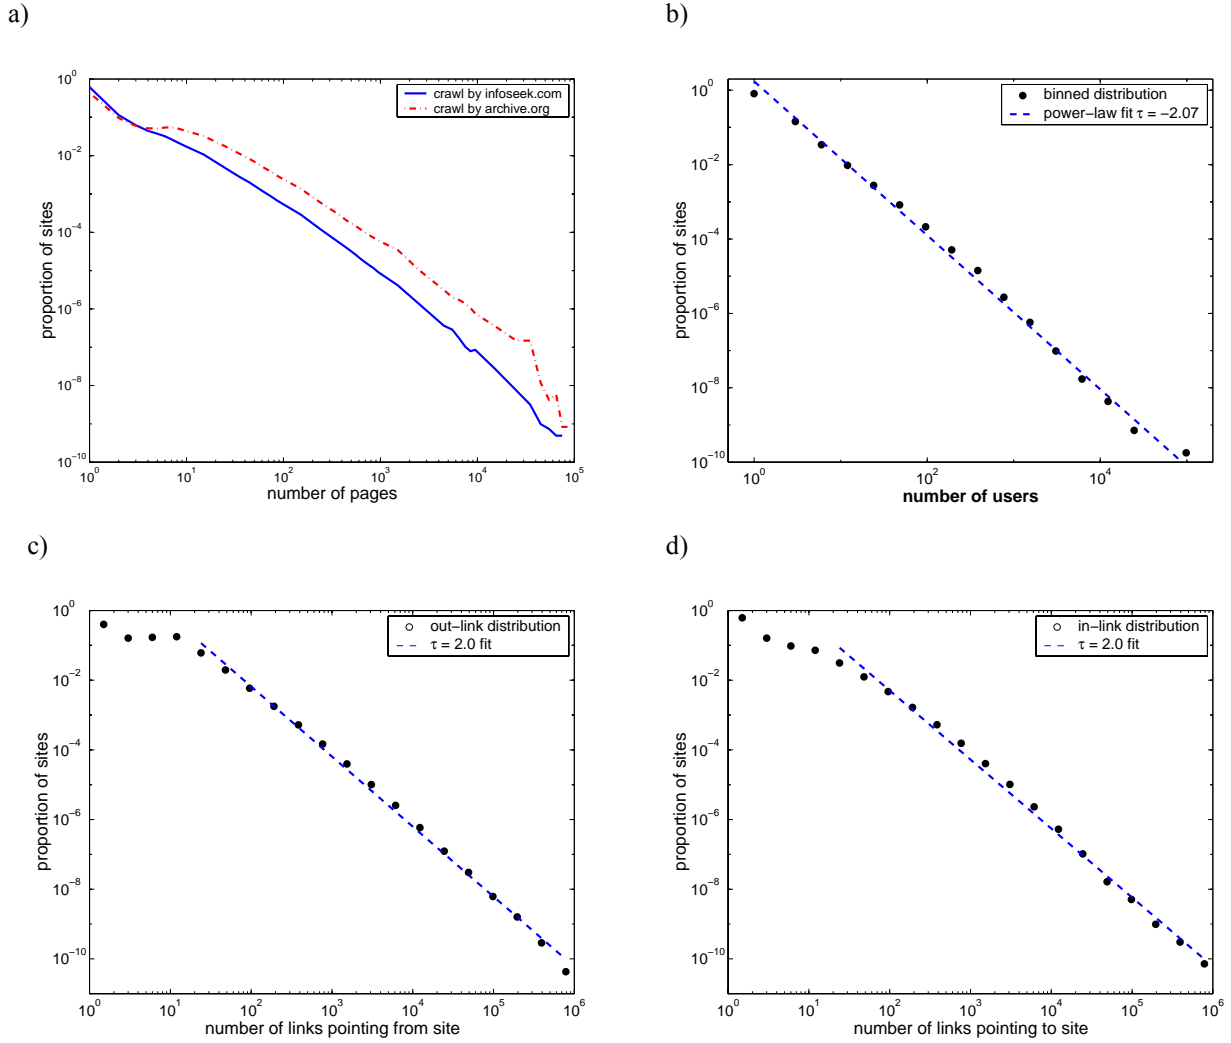 a)
10^0
10^-2
10^-4
10^-6
10^-8
10^-10
proportion of sites
crawl by infoseek.com
crawl by archive.org
10^0 10^1 10^2 10^3 10^4 10^5
number of pages
b)
10^0
10^-2
10^-4
10^-6
10^-8
10^-10
proportion of sites
binned distribution
power-law fit τ = -2.07
10^0 10^2 10^4
number of users
c)
10^0
10^-2
10^-4
10^-6
10^-8
10^-10
proportion of sites
out-link distribution
τ = 2.0 fit
10^0 10^1 10^2 10^3 10^4 10^5 10^6
number of links pointing from site
d)
10^0
10^-2
10^-4
10^-6
10^-8
10^-10
proportion of sites
in-link distribution
τ = 2.0 fit
10^0 10^1 10^2 10^3 10^4 10^5 10^6
number of links pointing to site